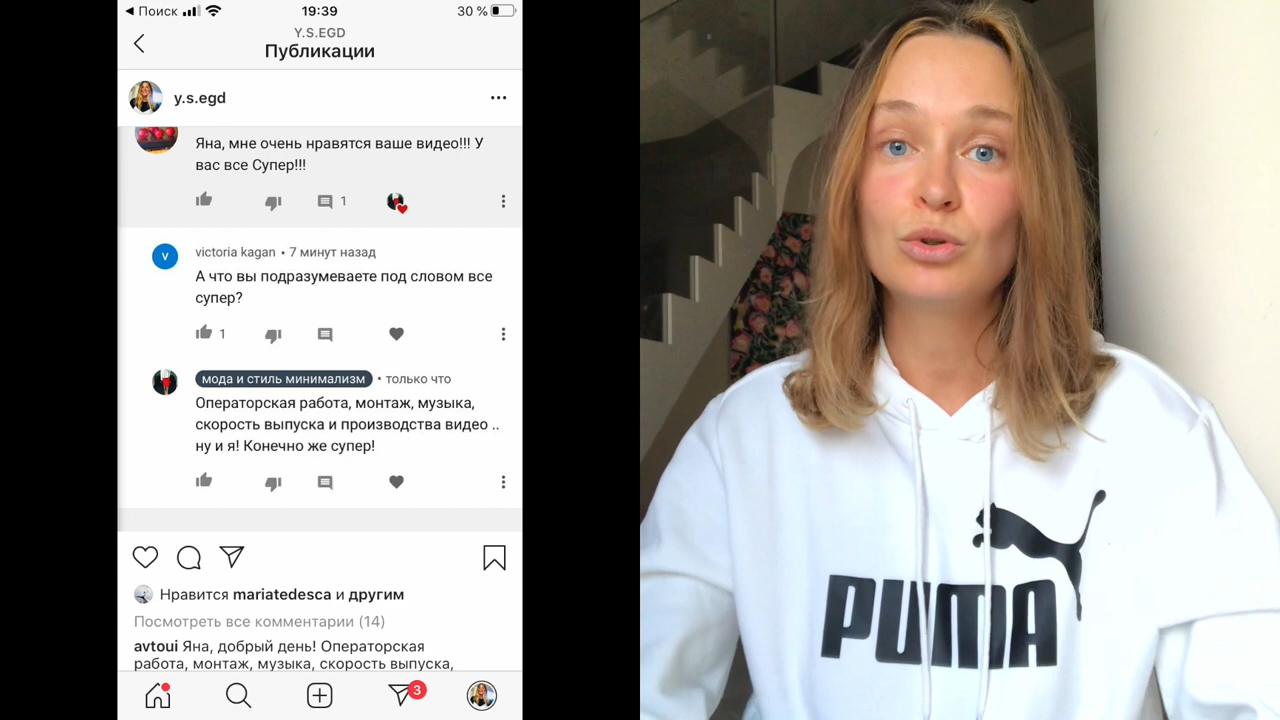 Поиск
19:39
30 %
Y.S.EGD
Публикации
y.s.egd
Яна, мне очень нравятся ваше видео!!! У
вас все Супер!!!
1
V
victoria kagan • 7 минут назад
А что вы подразумеваете под словом все
супер?
1
мода и стиль минимализм • только что
Операторская работа, монтаж, музыка,
скорость выпуска и производства видео ..
ну и я! Конечно же супер!
Нравится mariatedesca и другим
Посмотреть все комментарии (14)
avtoui Яна, добрый день! Операторская
работа, монтаж, музыка, скорость выпуска,
3
PUMA